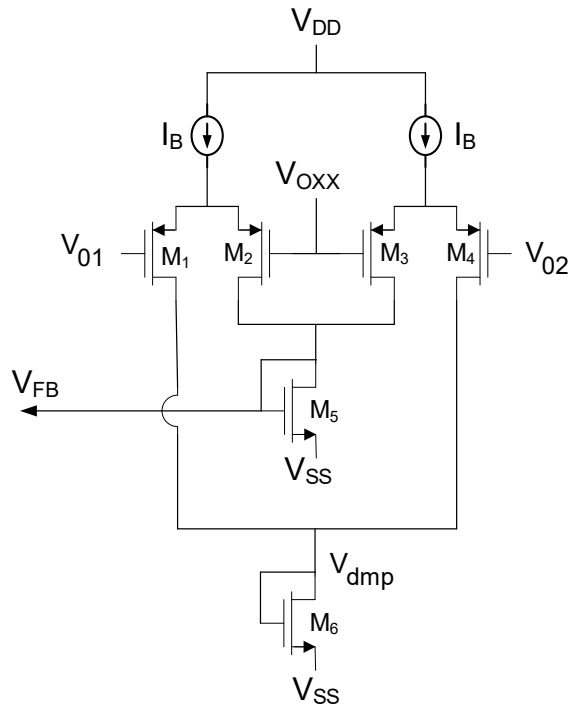 V_DD
I_B
I_B
V_OXX
V_01
M_1
M_2
M_3
M_4
V_02
V_FB
M_5
V_SS
V_dmp
M_6
V_SS